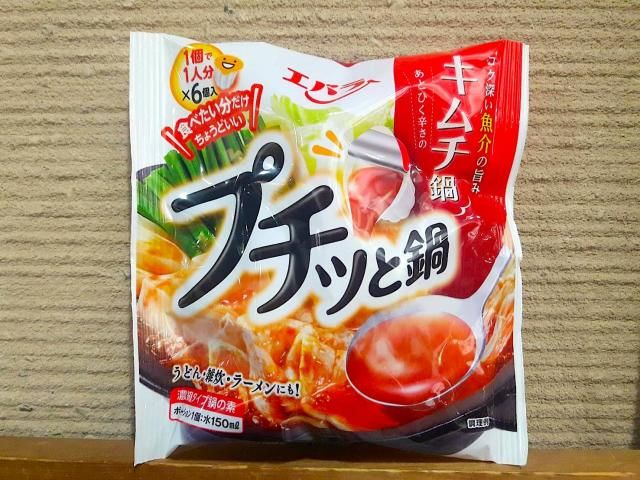 1個で
1人分
×6個入
食べたい分だけ
ちょうどいい
エバラ
コク深い魚介の旨み
あとひく辛さの
キムチ鍋
プチッと鍋
うどん・雑炊・ラーメンにも!
濃縮タイプ鍋の素
ポーション1個:水150mℓ
調理例